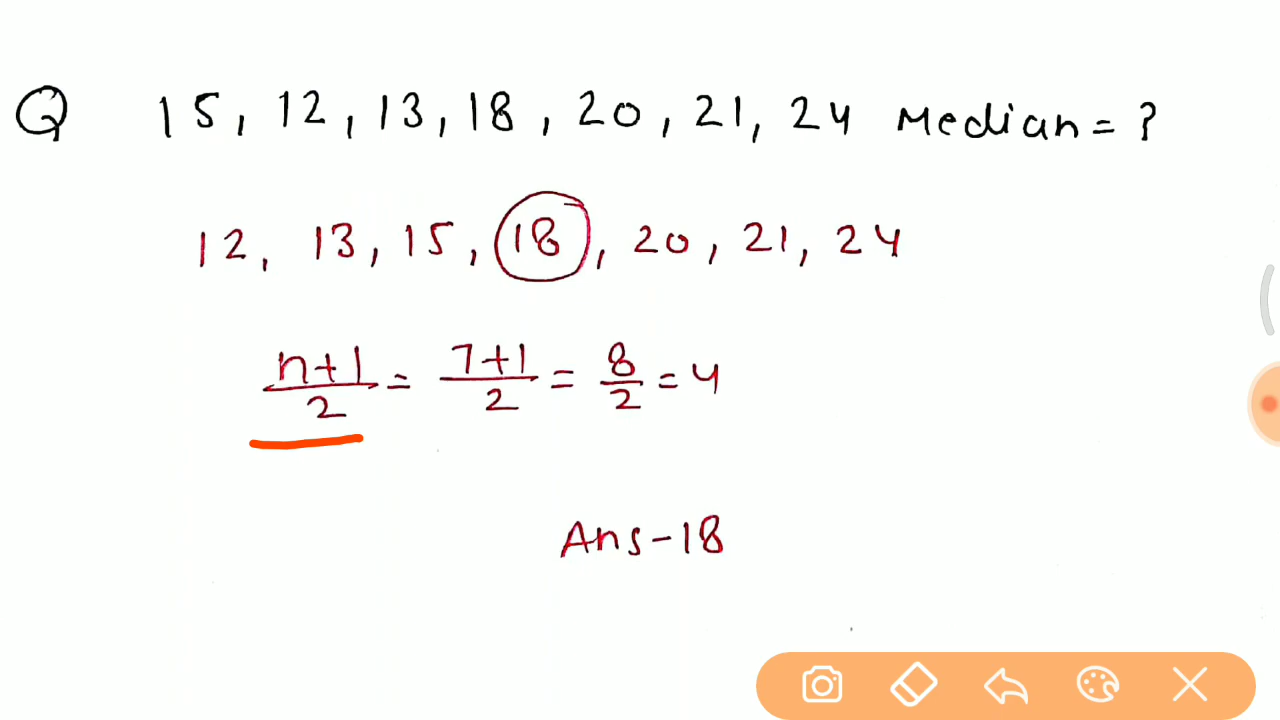 Q 15, 12, 13, 18, 20, 21, 24 Median = ?
12, 13, 15, 18, 20, 21, 24
n+1/2 = 7+1/2 = 8/2 = 4
Ans - 18